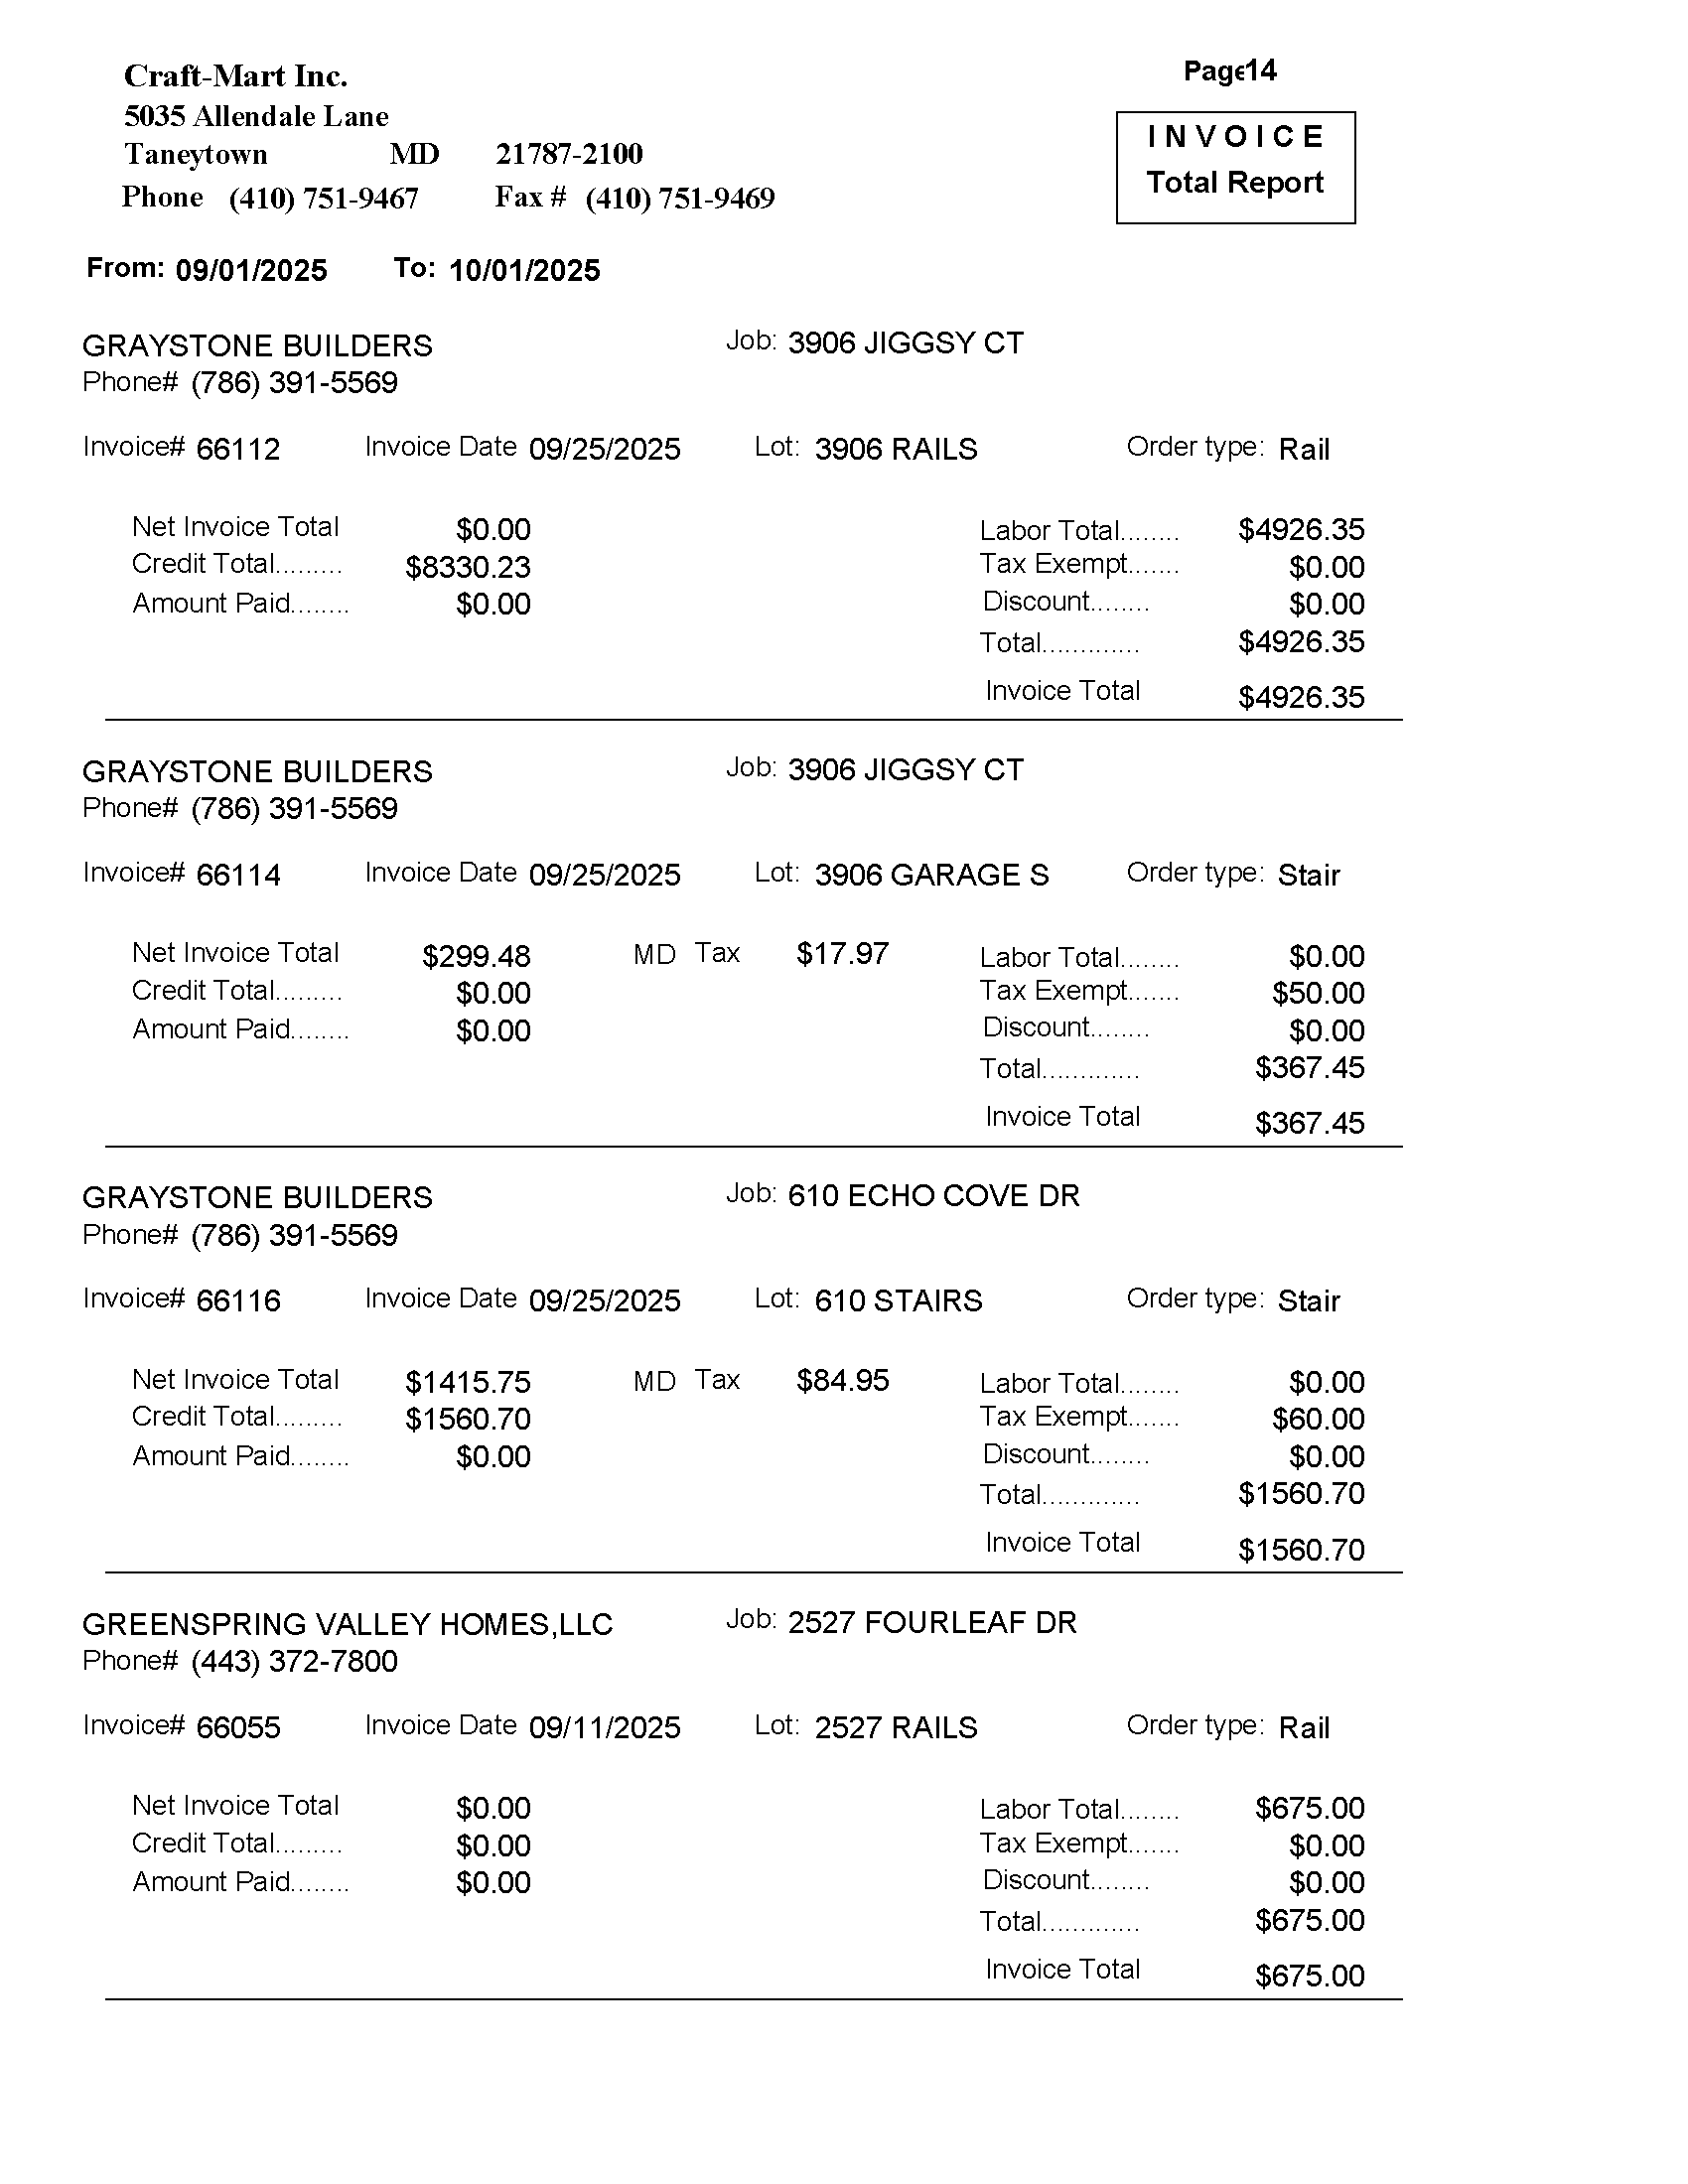 Page14
Craft-Mart Inc.
5035 Allendale Lane
Taneytown MD 21787-2100
Phone (410) 751-9467 Fax # (410) 751-9469
INVOICE
Total Report
From: 09/01/2025 To: 10/01/2025
GRAYSTONE BUILDERS Job: 3906 JIGGSY CT
Phone# (786) 391-5569
Invoice# 66112 Invoice Date 09/25/2025 Lot: 3906 RAILS Order type: Rail
Net Invoice Total $0.00 Labor Total........ $4926.35
Credit Total......... $8330.23 Tax Exempt....... $0.00
Amount Paid........ $0.00 Discount........ $0.00
Total............. $4926.35
Invoice Total $4926.35
GRAYSTONE BUILDERS Job: 3906 JIGGSY CT
Phone# (786) 391-5569
Invoice# 66114 Invoice Date 09/25/2025 Lot: 3906 GARAGE S Order type: Stair
Net Invoice Total $299.48 MD Tax $17.97 Labor Total........ $0.00
Credit Total......... $0.00 Tax Exempt....... $50.00
Amount Paid........ $0.00 Discount........ $0.00
Total............. $367.45
Invoice Total $367.45
GRAYSTONE BUILDERS Job: 610 ECHO COVE DR
Phone# (786) 391-5569
Invoice# 66116 Invoice Date 09/25/2025 Lot: 610 STAIRS Order type: Stair
Net Invoice Total $1415.75 MD Tax $84.95 Labor Total........ $0.00
Credit Total......... $1560.70 Tax Exempt....... $60.00
Amount Paid........ $0.00 Discount........ $0.00
Total............. $1560.70
Invoice Total $1560.70
GREENSPRING VALLEY HOMES,LLC Job: 2527 FOURLEAF DR
Phone# (443) 372-7800
Invoice# 66055 Invoice Date 09/11/2025 Lot: 2527 RAILS Order type: Rail
Net Invoice Total $0.00 Labor Total........ $675.00
Credit Total......... $0.00 Tax Exempt....... $0.00
Amount Paid........ $0.00 Discount........ $0.00
Total............. $675.00
Invoice Total $675.00